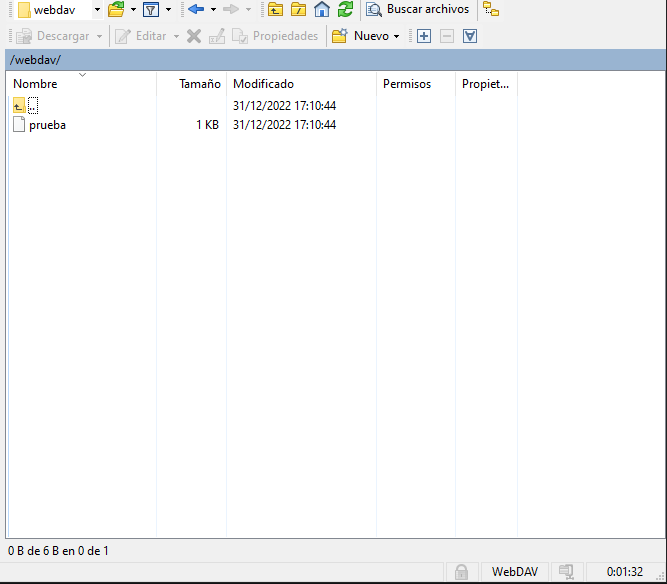 webdav Buscar archivos
Descargar Editar Propiedades Nuevo
/webdav/
Nombre Tamaño Modificado Permisos Propiet...
.. 31/12/2022 17:10:44
prueba 1 KB 31/12/2022 17:10:44
0 B de 6 B en 0 de 1
WebDAV 0:01:32